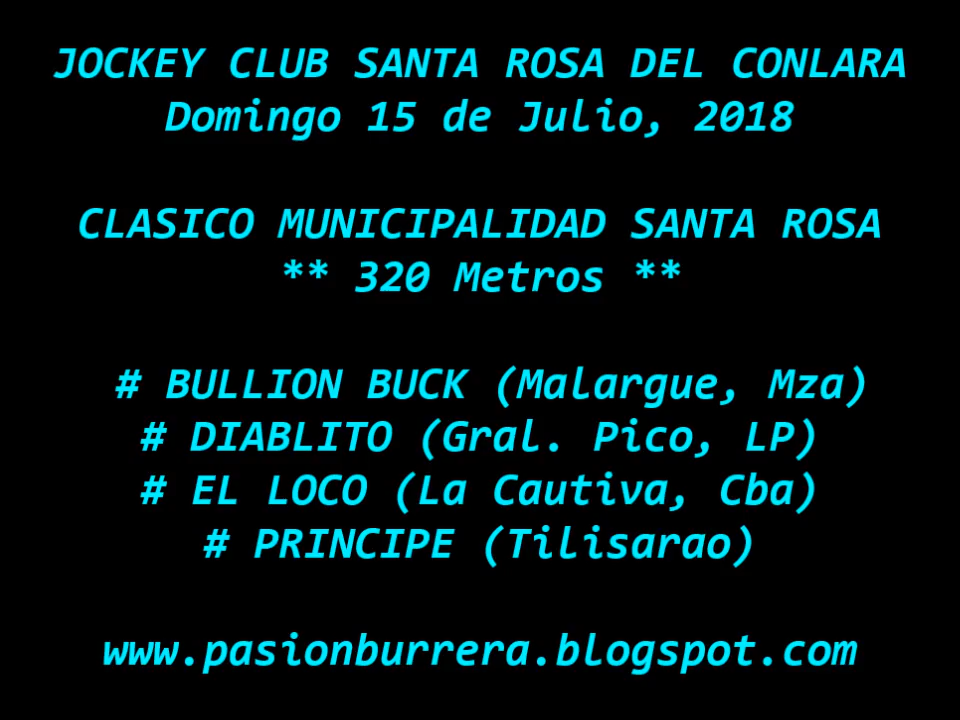 JOCKEY CLUB SANTA ROSA DEL CONLARA
Domingo 15 de Julio, 2018
CLASICO MUNICIPALIDAD SANTA ROSA
** 320 Metros **
# BULLION BUCK (Malargue, Mza)
# DIABLITO (Gral. Pico, LP)
# EL LOCO (La Cautiva, Cba)
# PRINCIPE (Tilisarao)
www.pasionburrera.blogspot.com